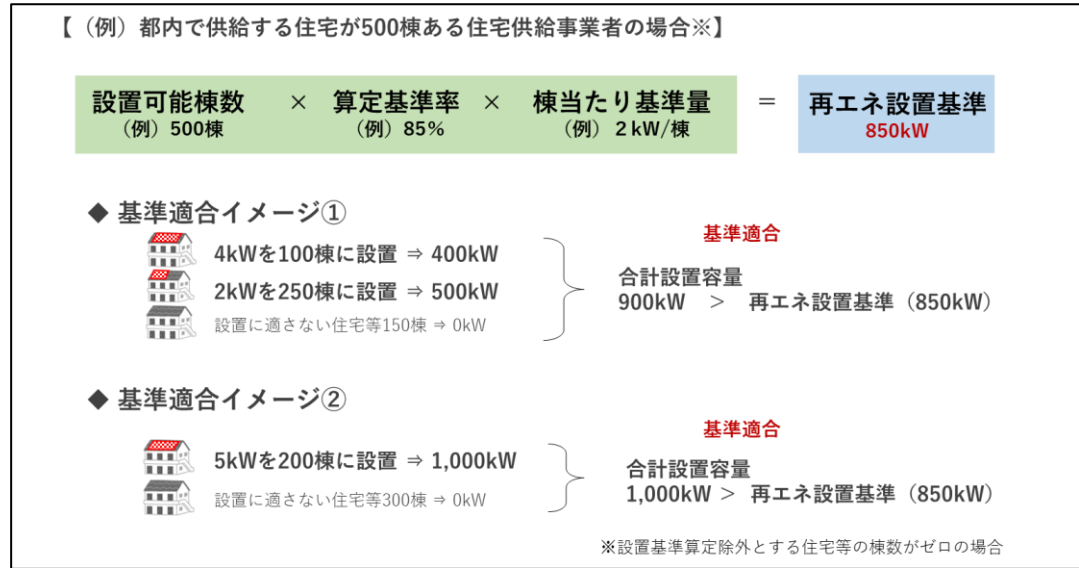 【（例）都内で供給する住宅が500棟ある住宅供給事業者の場合※】
設置可能棟数 × 算定基準率 × 棟当たり基準量 ＝ 再エネ設置基準
（例）500棟 （例）85% （例）２kW/棟 850kW
◆ 基準適合イメージ①
4kWを100棟に設置 ⇒ 400kW
2kWを250棟に設置 ⇒ 500kW
設置に適さない住宅等150棟 ⇒ 0kW
基準適合
合計設置容量
900kW ＞ 再エネ設置基準（850kW）
◆ 基準適合イメージ②
5kWを200棟に設置 ⇒ 1,000kW
設置に適さない住宅等300棟 ⇒ 0kW
基準適合
合計設置容量
1,000kW ＞ 再エネ設置基準（850kW）
※設置基準算定除外とする住宅等の棟数がゼロの場合